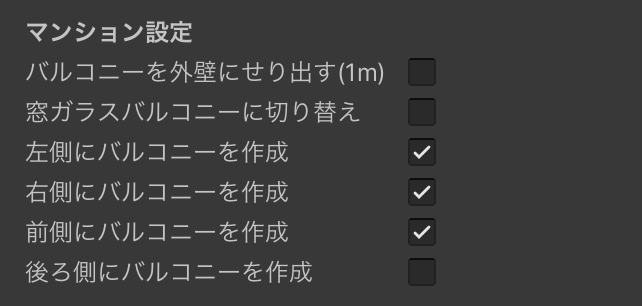 マンション設定
バルコニーを外壁にせり出す(1m)
窓ガラスバルコニーに切り替え
左側にバルコニーを作成
右側にバルコニーを作成
前側にバルコニーを作成
後ろ側にバルコニーを作成